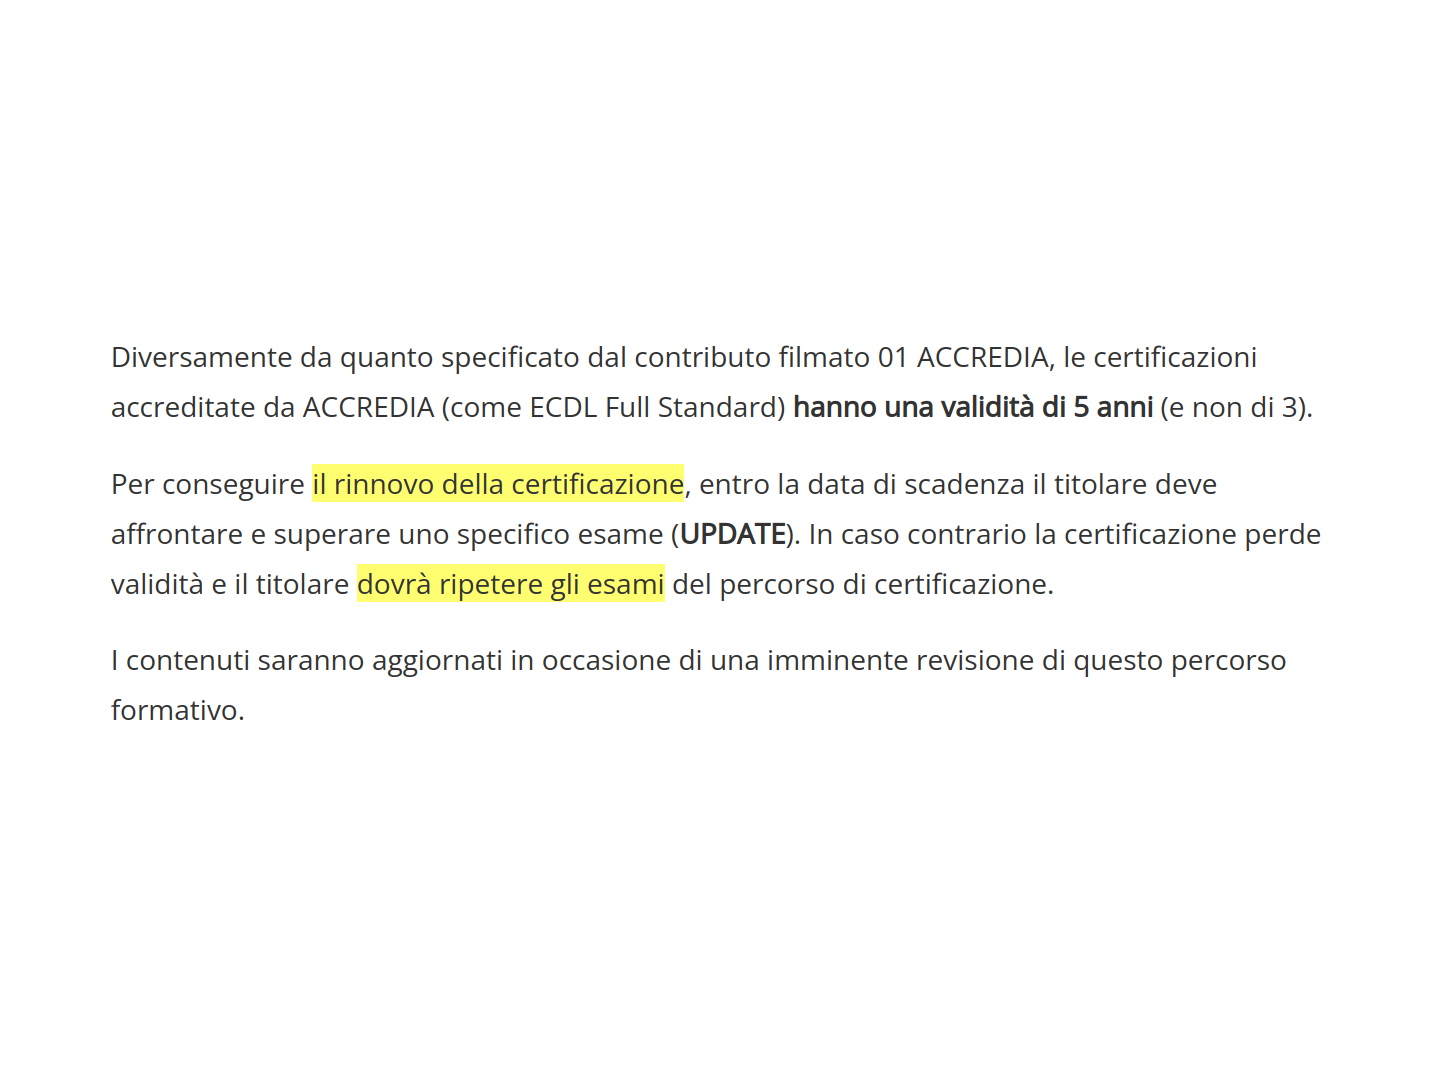 Diversamente da quanto specificato dal contributo filmato 01 ACCREDIA, le certificazioni
accreditate da ACCREDIA (come ECDL Full Standard) hanno una validità di 5 anni (e non di 3).
Per conseguire il rinnovo della certificazione, entro la data di scadenza il titolare deve
affrontare e superare uno specifico esame (UPDATE). In caso contrario la certificazione perde
validità e il titolare dovrà ripetere gli esami del percorso di certificazione.
I contenuti saranno aggiornati in occasione di una imminente revisione di questo percorso
formativo.